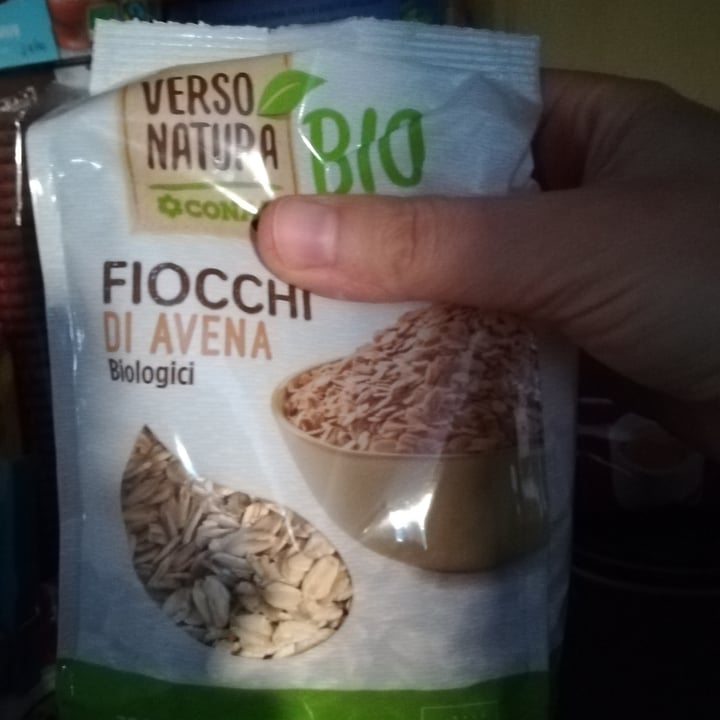 VERSO
NATURA
BIO
FIOCCHI
DI AVENA
Biologici